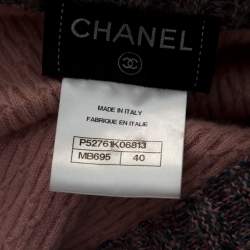 CHANEL
MADE IN ITALY
FABRIQUE EN ITALIE
P52761K06813
MB695 40